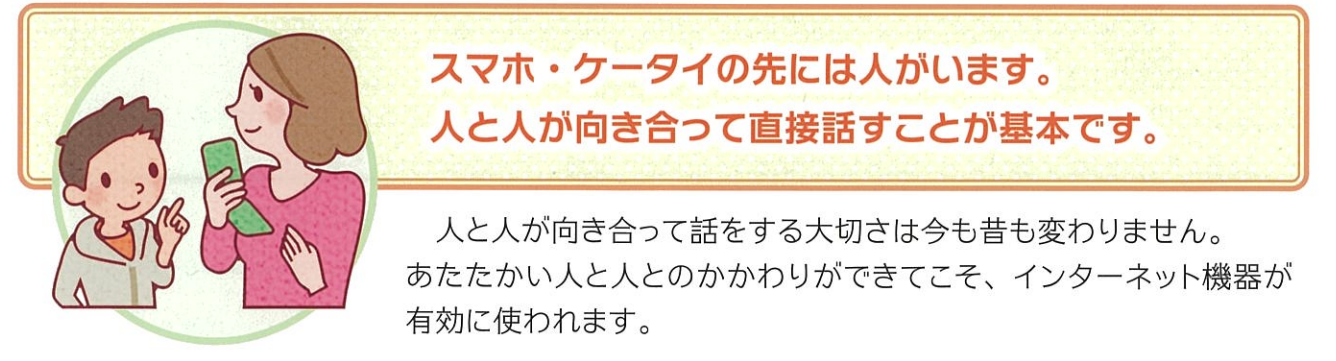 スマホ・ケータイの先には人がいます。
人と人が向き合って直接話すことが基本です。
人と人が向き合って話をする大切さは今も昔も変わりません。
あたたかい人と人とのかかわりができてこそ、インターネット機器が
有効に使われます。